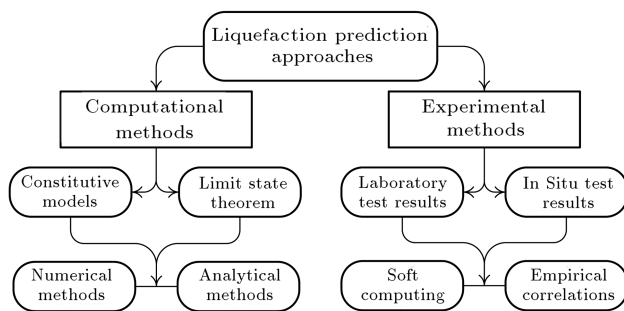 Liquefaction prediction
approaches
Computational
methods
Experimental
methods
Constitutive
models
Limit state
theorem
Laboratory
test results
In Situ test
results
Numerical
methods
Analytical
methods
Soft
computing
Empirical
correlations